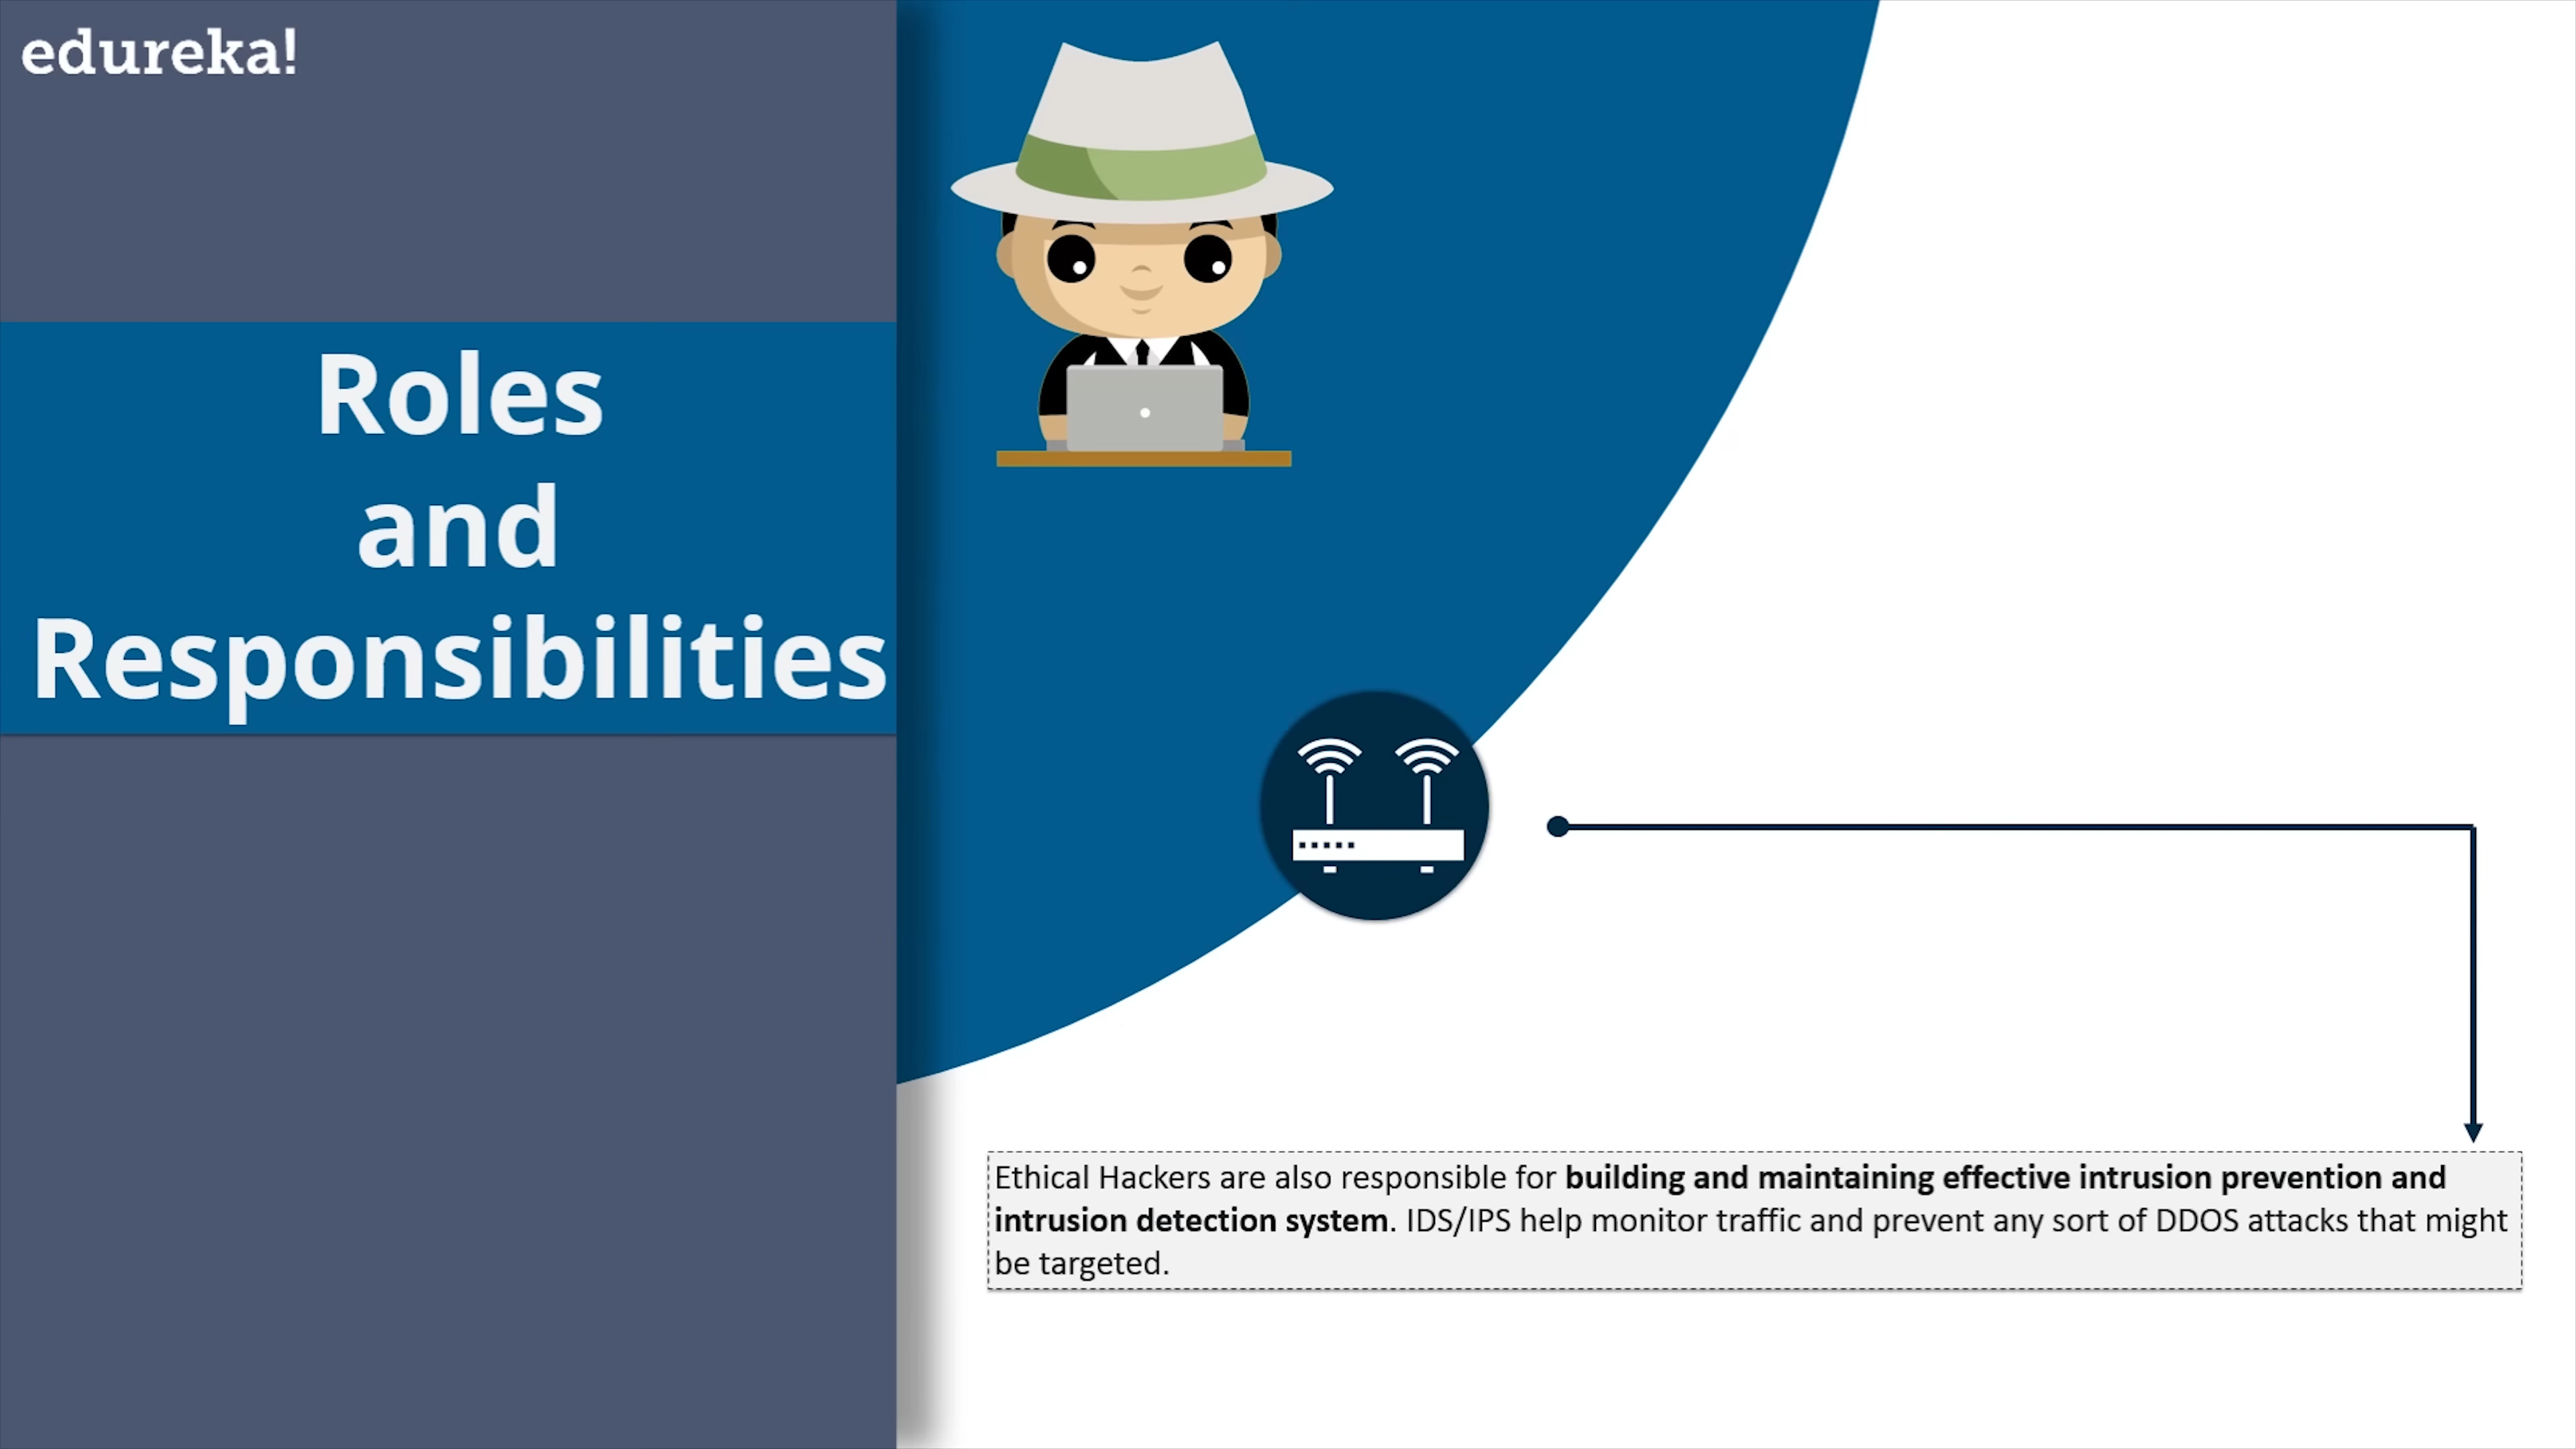 edureka!
Roles
and
Responsibilities
Ethical Hackers are also responsible for building and maintaining effective intrusion prevention and
intrusion detection system. IDS/IPS help monitor traffic and prevent any sort of DDOS attacks that might
be targeted.